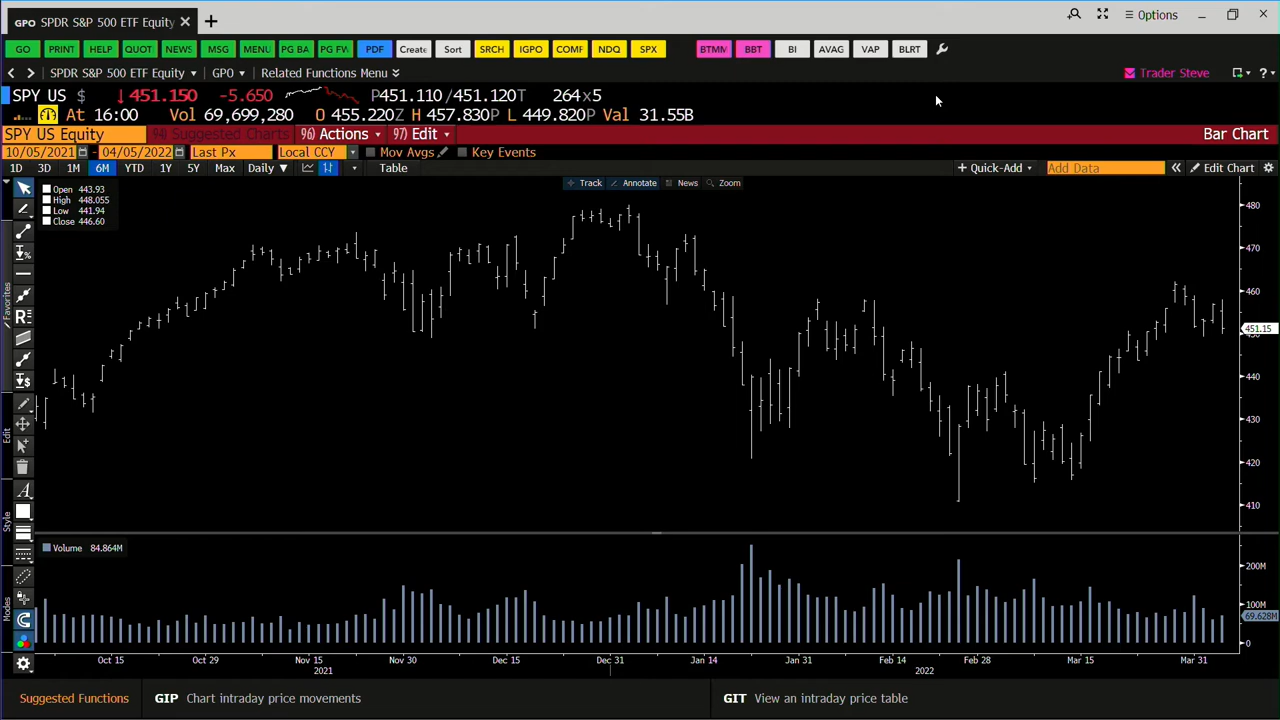 GPO SPDR S&P 500 ETF Equity
Options
GO PRINT HELP QUOT NEWS MSG MENU PG BA PG FW PDF Create Sort SRCH IGPO COMF NDQ SPX BTMM BBT BI AVAG VAP BLRT
SPDR S&P 500 ETF Equity GPO Related Functions Menu Trader Steve ?
SPY US $ ↓451.150 -5.650 P451.110/451.120T 264x5
At 16:00 Vol 69,699,280 O 455.220Z H 457.830P L 449.820P Val 31.55B
SPY US Equity 94) Suggested Charts 96) Actions 97) Edit Bar Chart
10/05/2021 - 04/05/2022 Last Px Local CCY Mov Avgs Key Events
1D 3D 1M 6M YTD 1Y 5Y Max Daily ▼ Table + Quick-Add Add Data « Edit Chart
Track Annotate News Zoom
Open 443.93
High 448.055
Low 441.94
Close 446.60
Favorites
Edit
Style
Modes
480
470
460
451.15
440
430
420
410
Volume 84.864M
200M
100M
69.628M
0
Oct 15 Oct 29 Nov 15 Nov 30 Dec 15 Dec 31 Jan 14 Jan 31 Feb 14 Feb 28 Mar 15 Mar 31
2021 2022
Suggested Functions GIP Chart intraday price movements GIT View an intraday price table